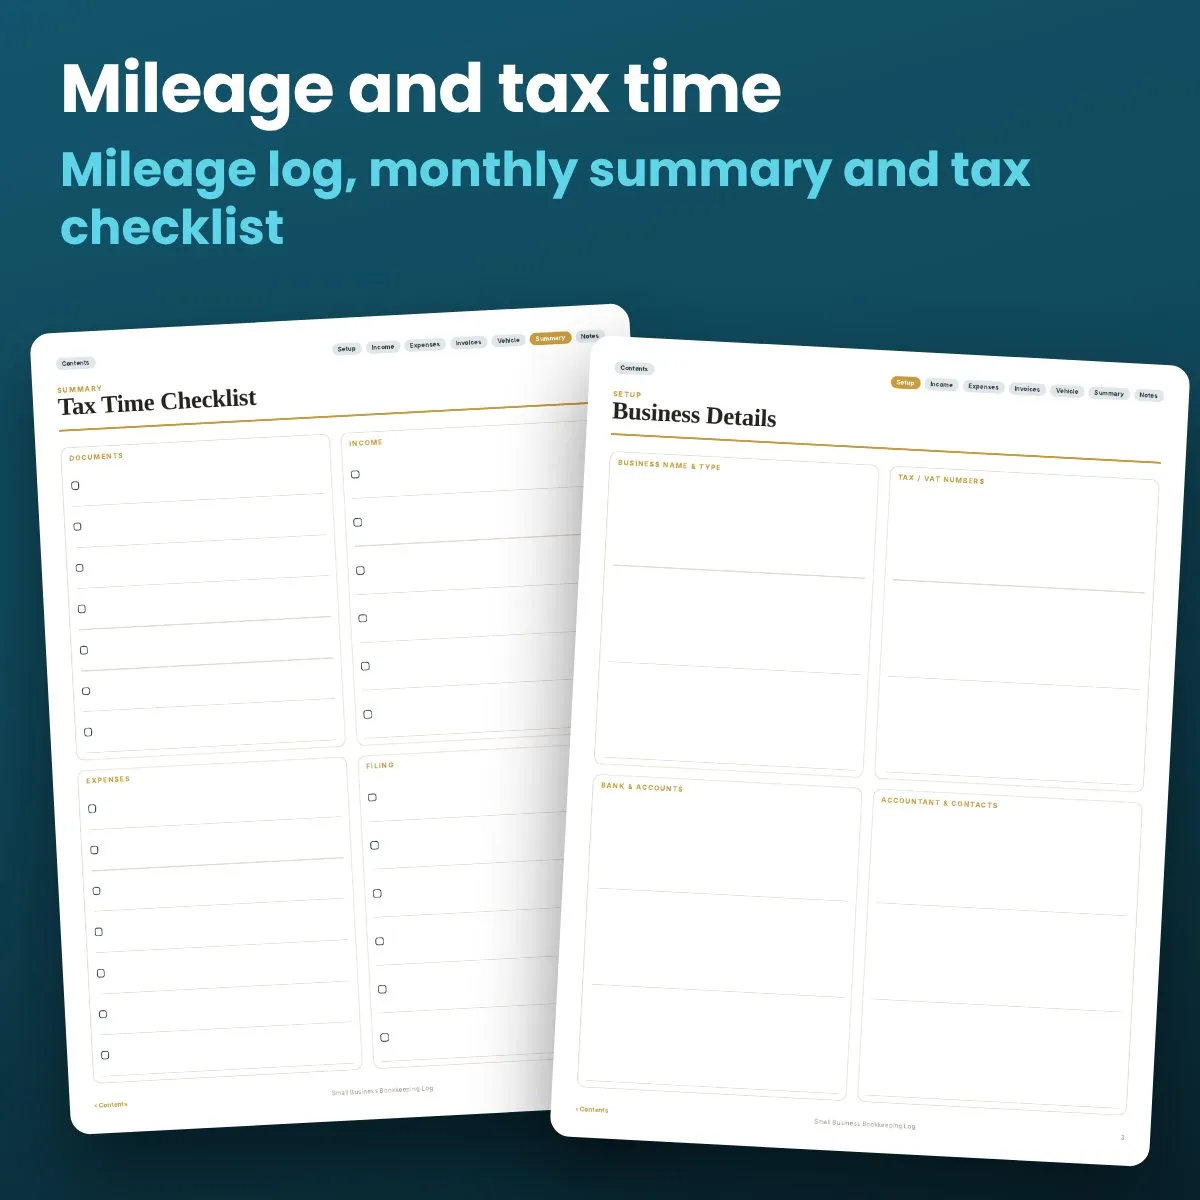 Mileage and tax time
Mileage log, monthly summary and tax
checklist
Contents
Setup Income Expenses Invoices Vehicle Summary Notes
SUMMARY
Tax Time Checklist
DOCUMENTS
INCOME
EXPENSES
FILING
Small Business Bookkeeping Log
‹ Contents
Contents
Setup Income Expenses Invoices Vehicle Summary Notes
SETUP
Business Details
BUSINESS NAME & TYPE
TAX / VAT NUMBERS
BANK & ACCOUNTS
ACCOUNTANT & CONTACTS
‹ Contents
Small Business Bookkeeping Log
3